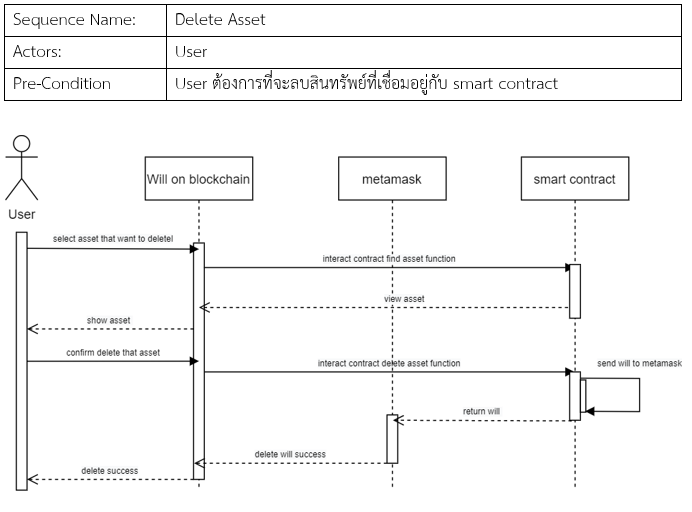 Sequence Name: Delete Asset
Actors: User
Pre-Condition User ต้องการที่จะลบสินทรัพย์ที่เชื่อมอยู่กับ smart contract
Will on blockchain metamask smart contract
User
select asset that want to deletel
interact contract find asset function
view asset
show asset
confirm delete that asset
interact contract delete asset function
send will to metamask
return will
delete will success
delete success